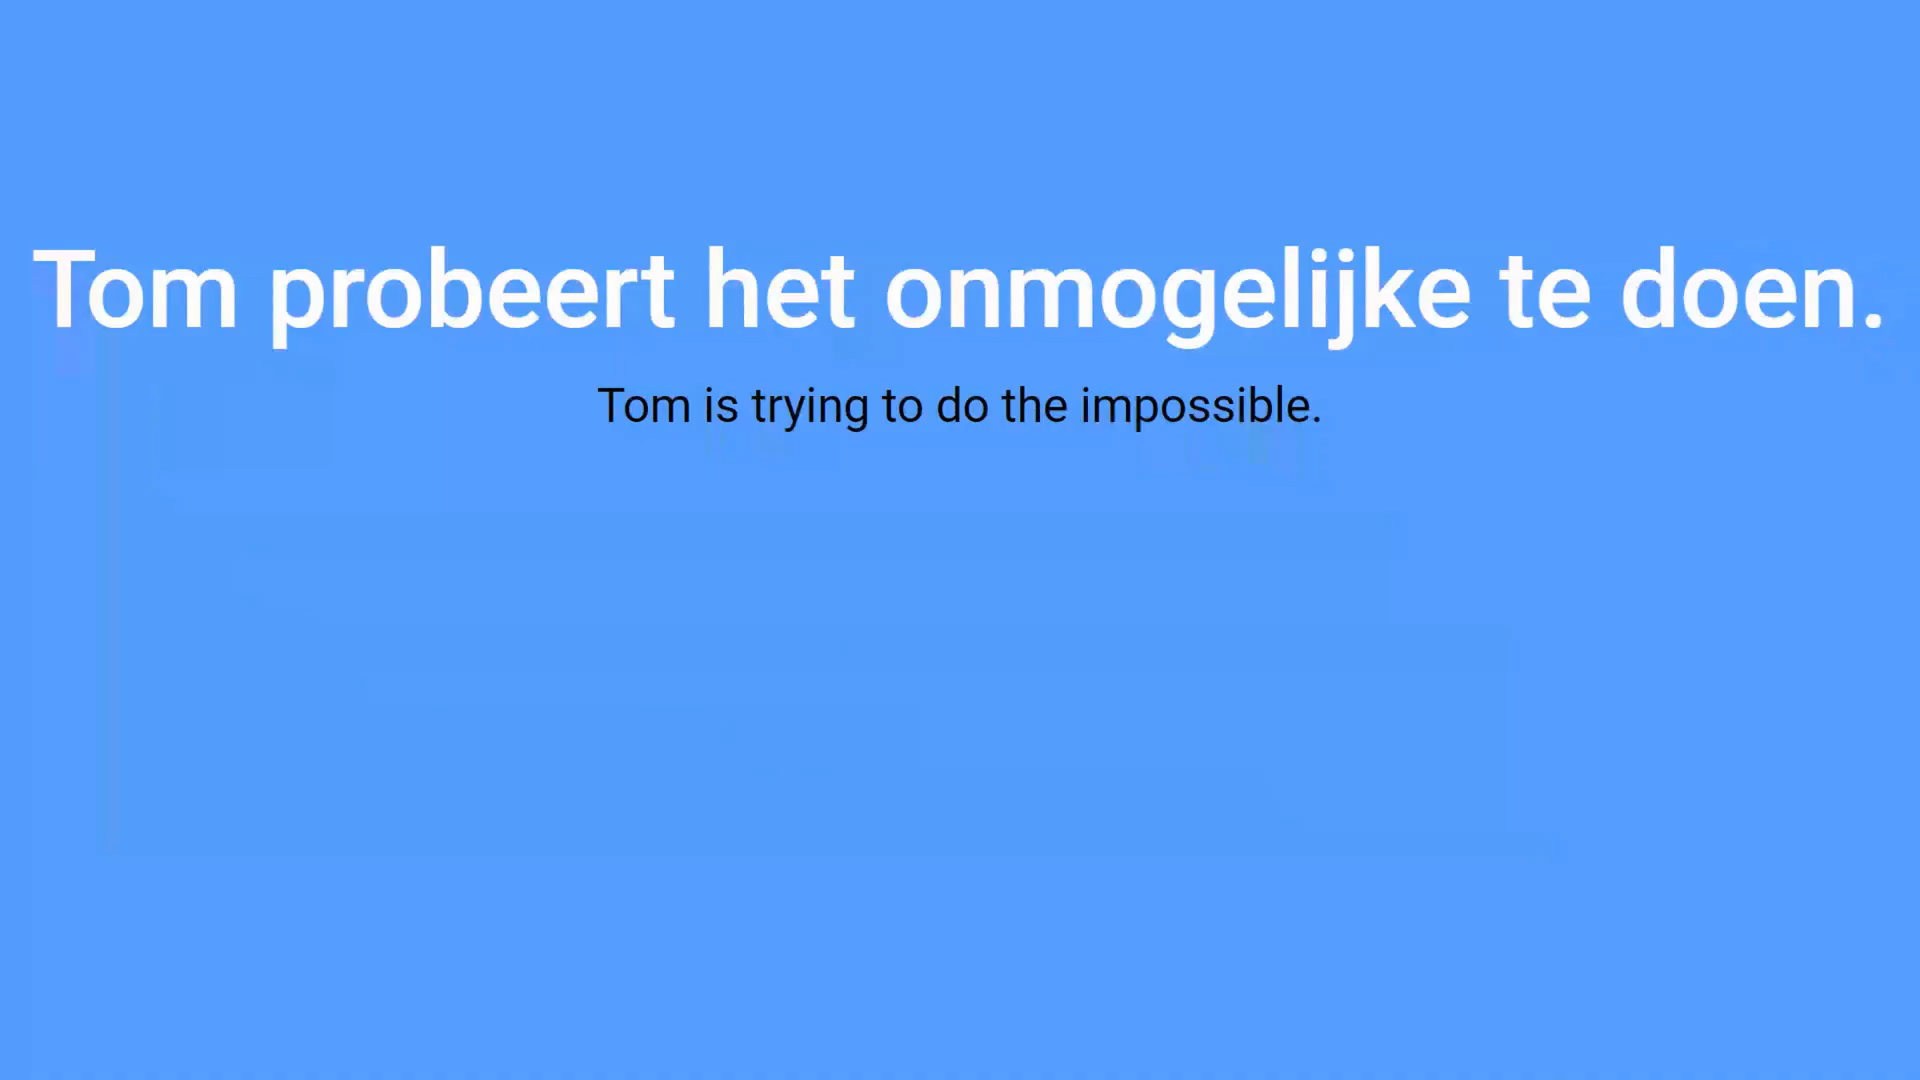 Tom probeert het onmogelijke te doen.
Tom is trying to do the impossible.